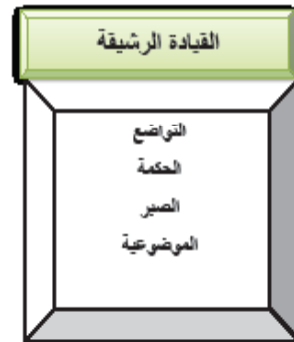 القيادة الرشيقة
التواضع
الحكمة
الصبر
الموضوعية